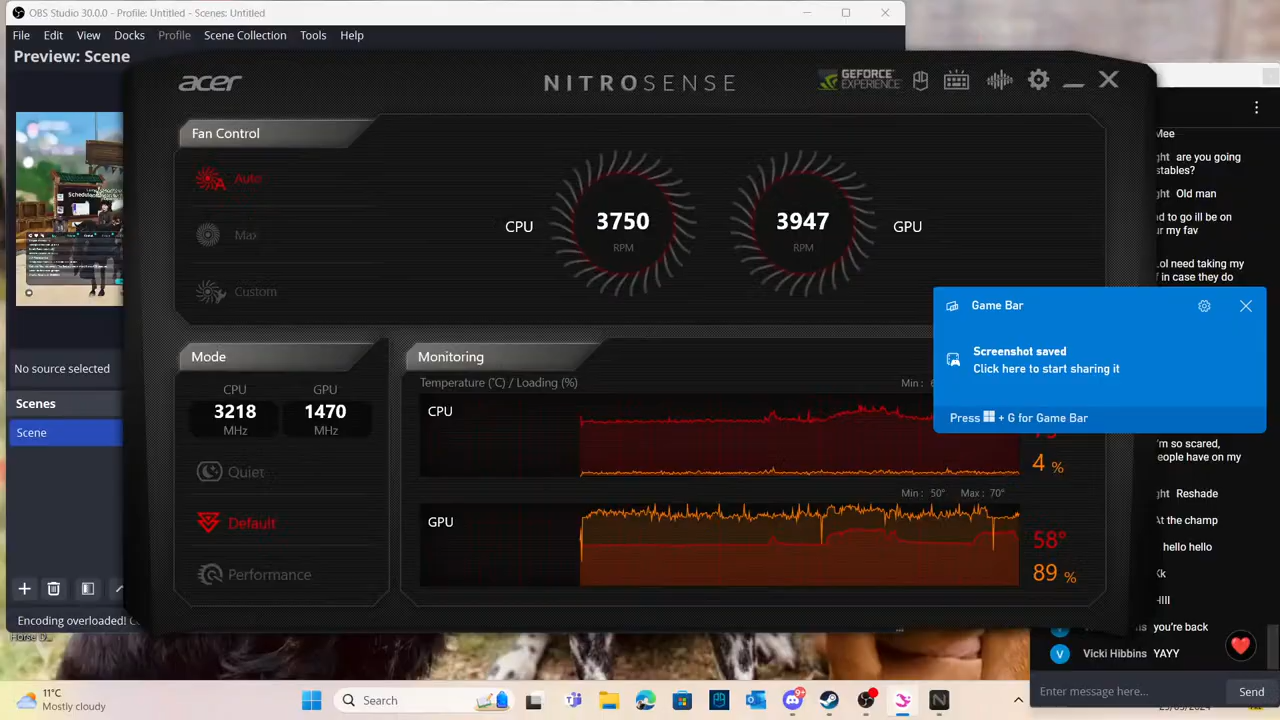 OBS Studio 30.0.0 - Profile: Untitled - Scenes: Untitled
File Edit View Docks Profile Scene Collection Tools Help
Preview: Scene
acer
NITROSENSE
GEFORCE
EXPERIENCE
Fan Control
Auto
Max
Custom
CPU
3750
RPM
3947
RPM
GPU
Mode
CPU GPU
3218 1470
MHz MHz
Quiet
Default
Performance
Monitoring
Temperature (°C) / Loading (%)
Min:
CPU
4 %
Min: 50° Max: 70°
GPU
58°
89 %
Game Bar
Screenshot saved
Click here to start sharing it
Press + G for Game Bar
No source selected
Scenes
Scene
Encoding overloaded!
Mee
ght are you going
stables?
ght Old man
d to go ill be on
ur my fav
Lol need taking my
f in case they do
I'm so scared,
eople have on my
ght Reshade
At the champ
hello hello
Kk
HIII
you're back
V Vicki Hibbins YAYY
Enter message here...
Send
11°C
Mostly cloudy
Search